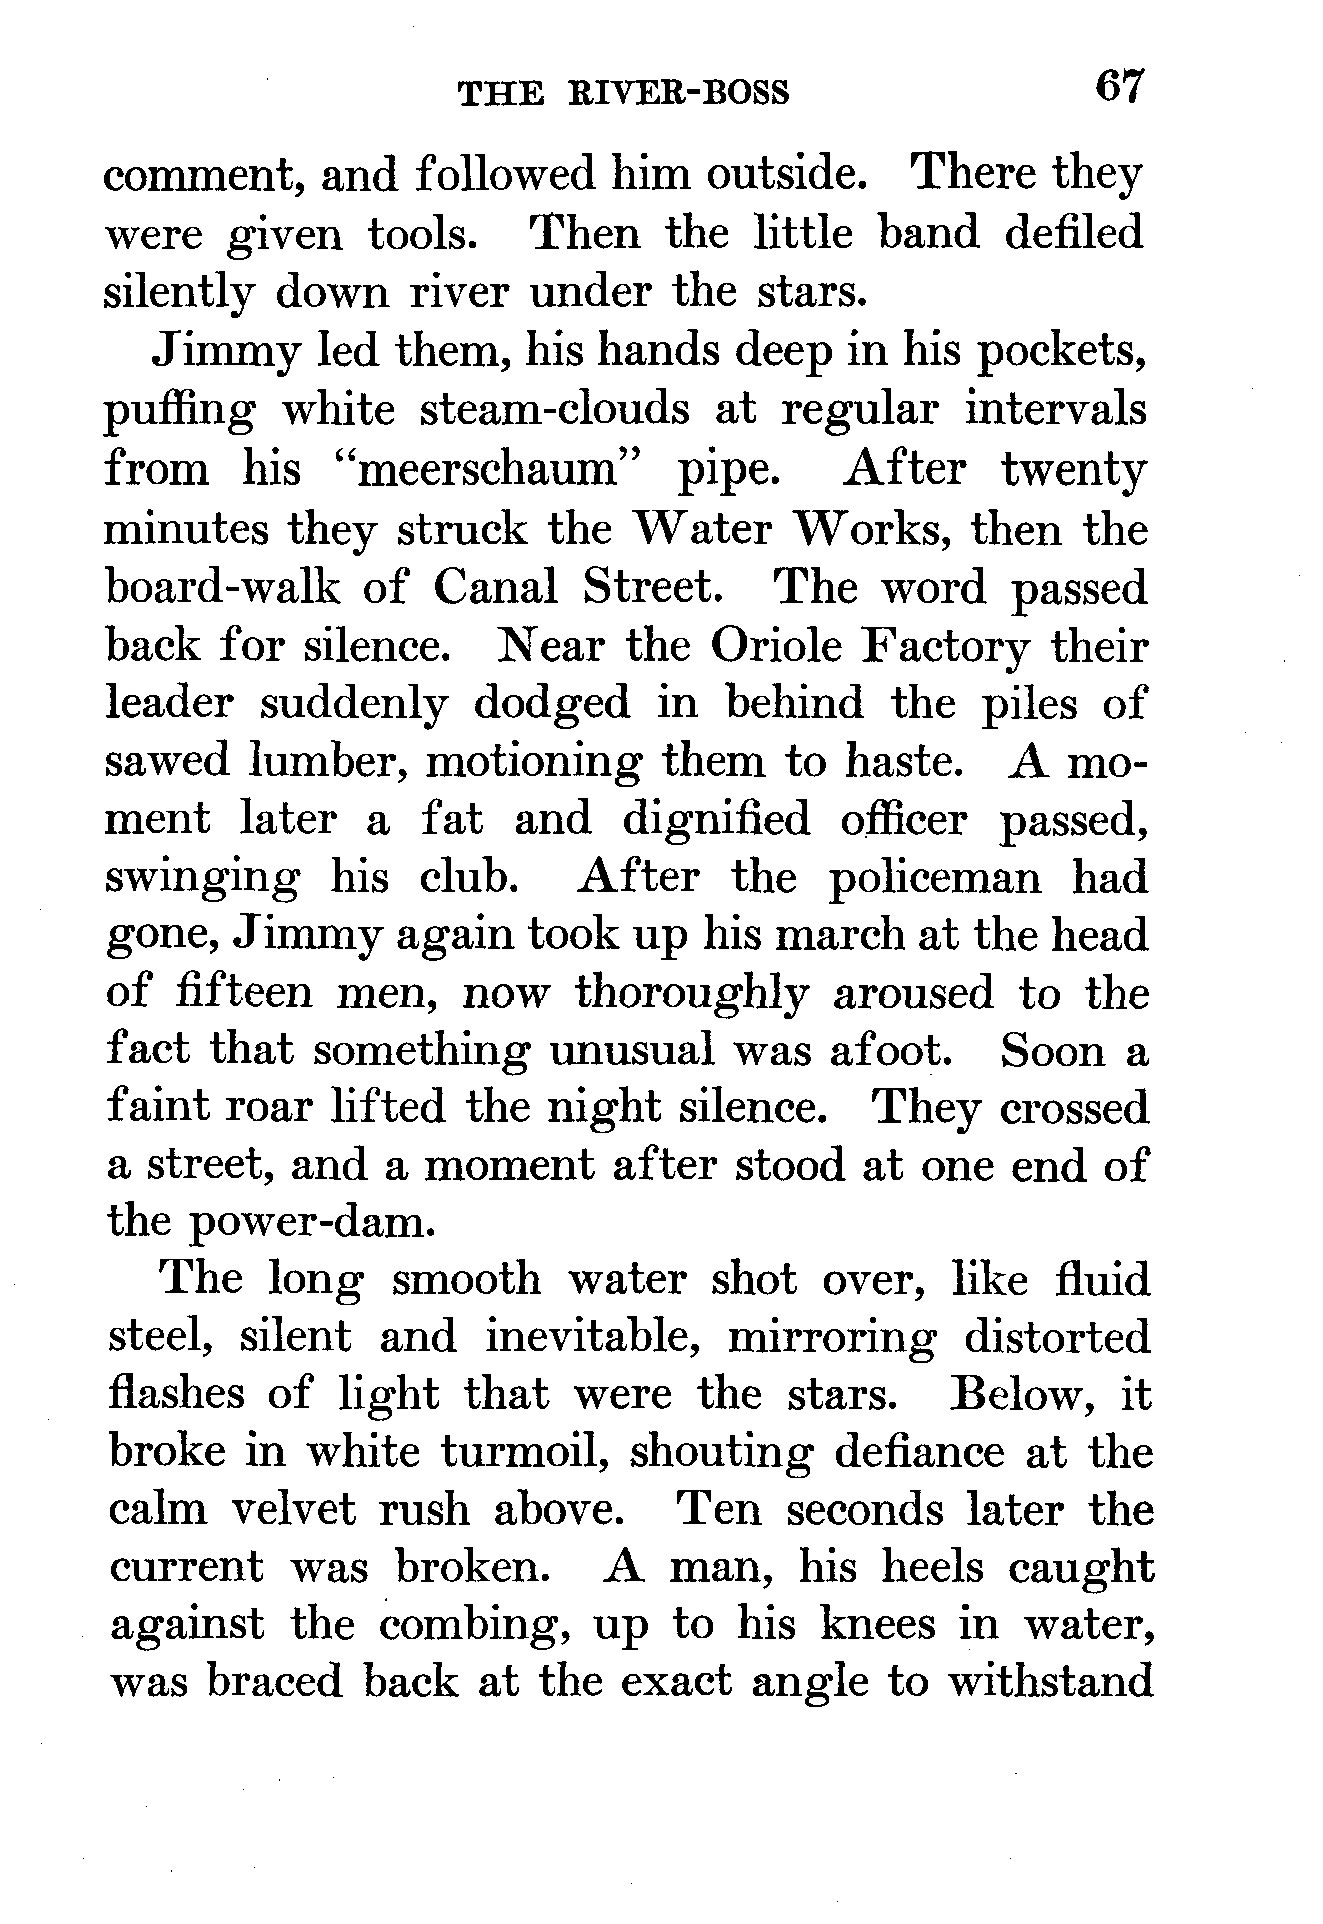 THE RIVER-BOSS 67
comment, and followed him outside. There they
were given tools. Then the little band defiled
silently down river under the stars.
Jimmy led them, his hands deep in his pockets,
puffing white steam-clouds at regular intervals
from his “meerschaum” pipe. After twenty
minutes they struck the Water Works, then the
board-walk of Canal Street. The word passed
back for silence. Near the Oriole Factory their
leader suddenly dodged in behind the piles of
sawed lumber, motioning them to haste. A mo-
ment later a fat and dignified officer passed,
swinging his club. After the policeman had
gone, Jimmy again took up his march at the head
of fifteen men, now thoroughly aroused to the
fact that something unusual was afoot. Soon a
faint roar lifted the night silence. They crossed
a street, and a moment after stood at one end of
the power-dam.
The long smooth water shot over, like fluid
steel, silent and inevitable, mirroring distorted
flashes of light that were the stars. Below, it
broke in white turmoil, shouting defiance at the
calm velvet rush above. Ten seconds later the
current was broken. A man, his heels caught
against the combing, up to his knees in water,
was braced back at the exact angle to withstand